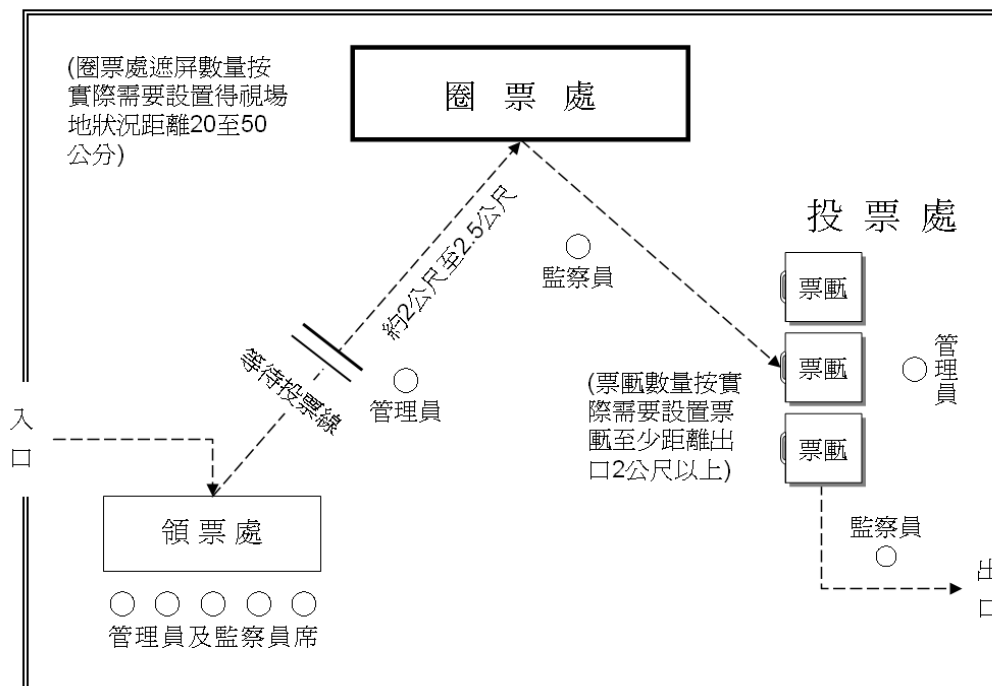 (圈票處遮屏數量按
實際需要設置得視場
地狀況距離20至50
公分)
圈票處
投票處
監察員
票匭
票匭
票匭
管理員
約2公尺至2.5公尺
等待投票線
管理員
(票匭數量按實
際需要設置票
匭至少距離出
口2公尺以上)
入口
領票處
管理員及監察員席
監察員
出口